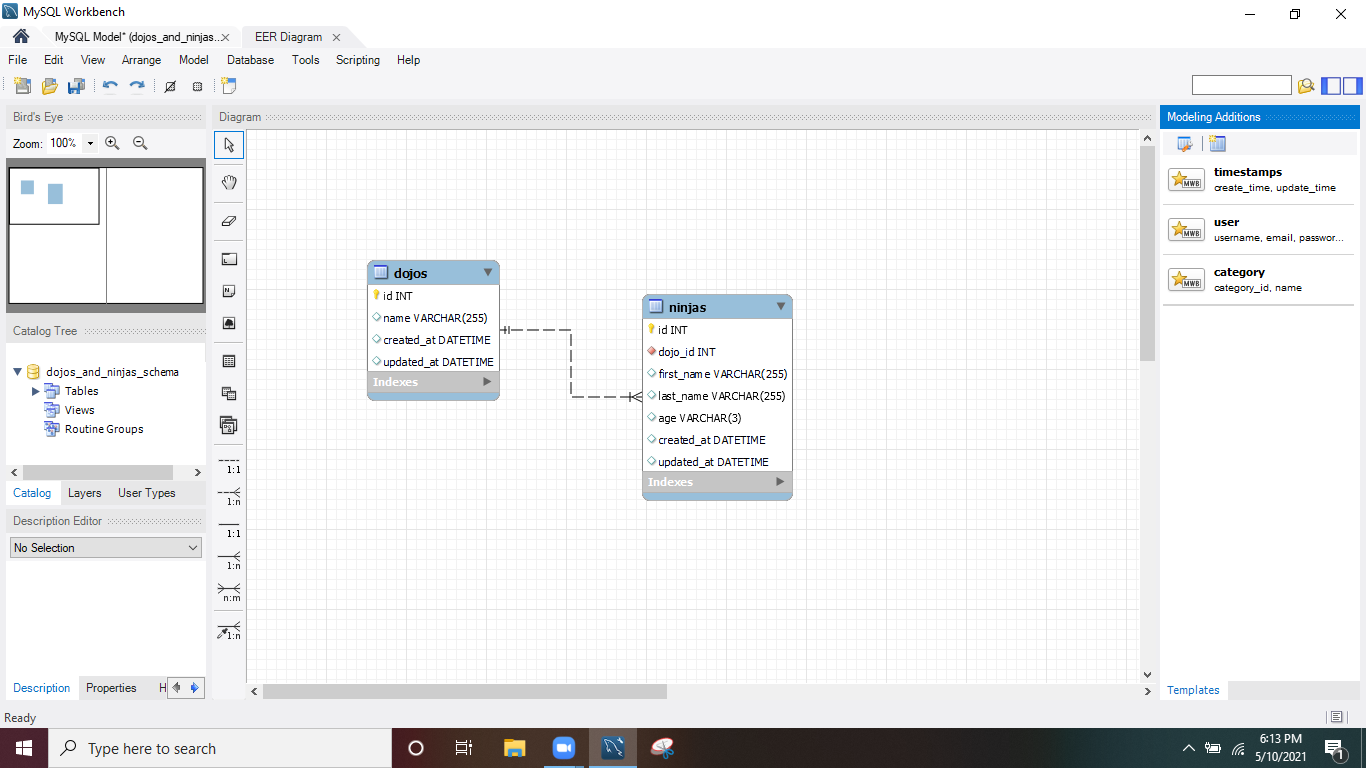 MySQL Workbench
MySQL Model* (dojos_and_ninjas..
EER Diagram
File Edit View Arrange Model Database Tools Scripting Help
Bird's Eye
Zoom: 100%
Catalog Tree
dojos_and_ninjas_schema
Tables
Views
Routine Groups
Catalog Layers User Types
Description Editor
No Selection
Description Properties H
Diagram
1:1
1:n
1:1
1:n
n:m
1:n
dojos
id INT
name VARCHAR(255)
created_at DATETIME
updated_at DATETIME
Indexes
ninjas
id INT
dojo_id INT
first_name VARCHAR(255)
last_name VARCHAR(255)
age VARCHAR(3)
created_at DATETIME
updated_at DATETIME
Indexes
Modeling Additions
MWB
timestamps
create_time, update_time
MWB
user
username, email, passwor...
MWB
category
category_id, name
Templates
Ready
Type here to search
6:13 PM
5/10/2021
1